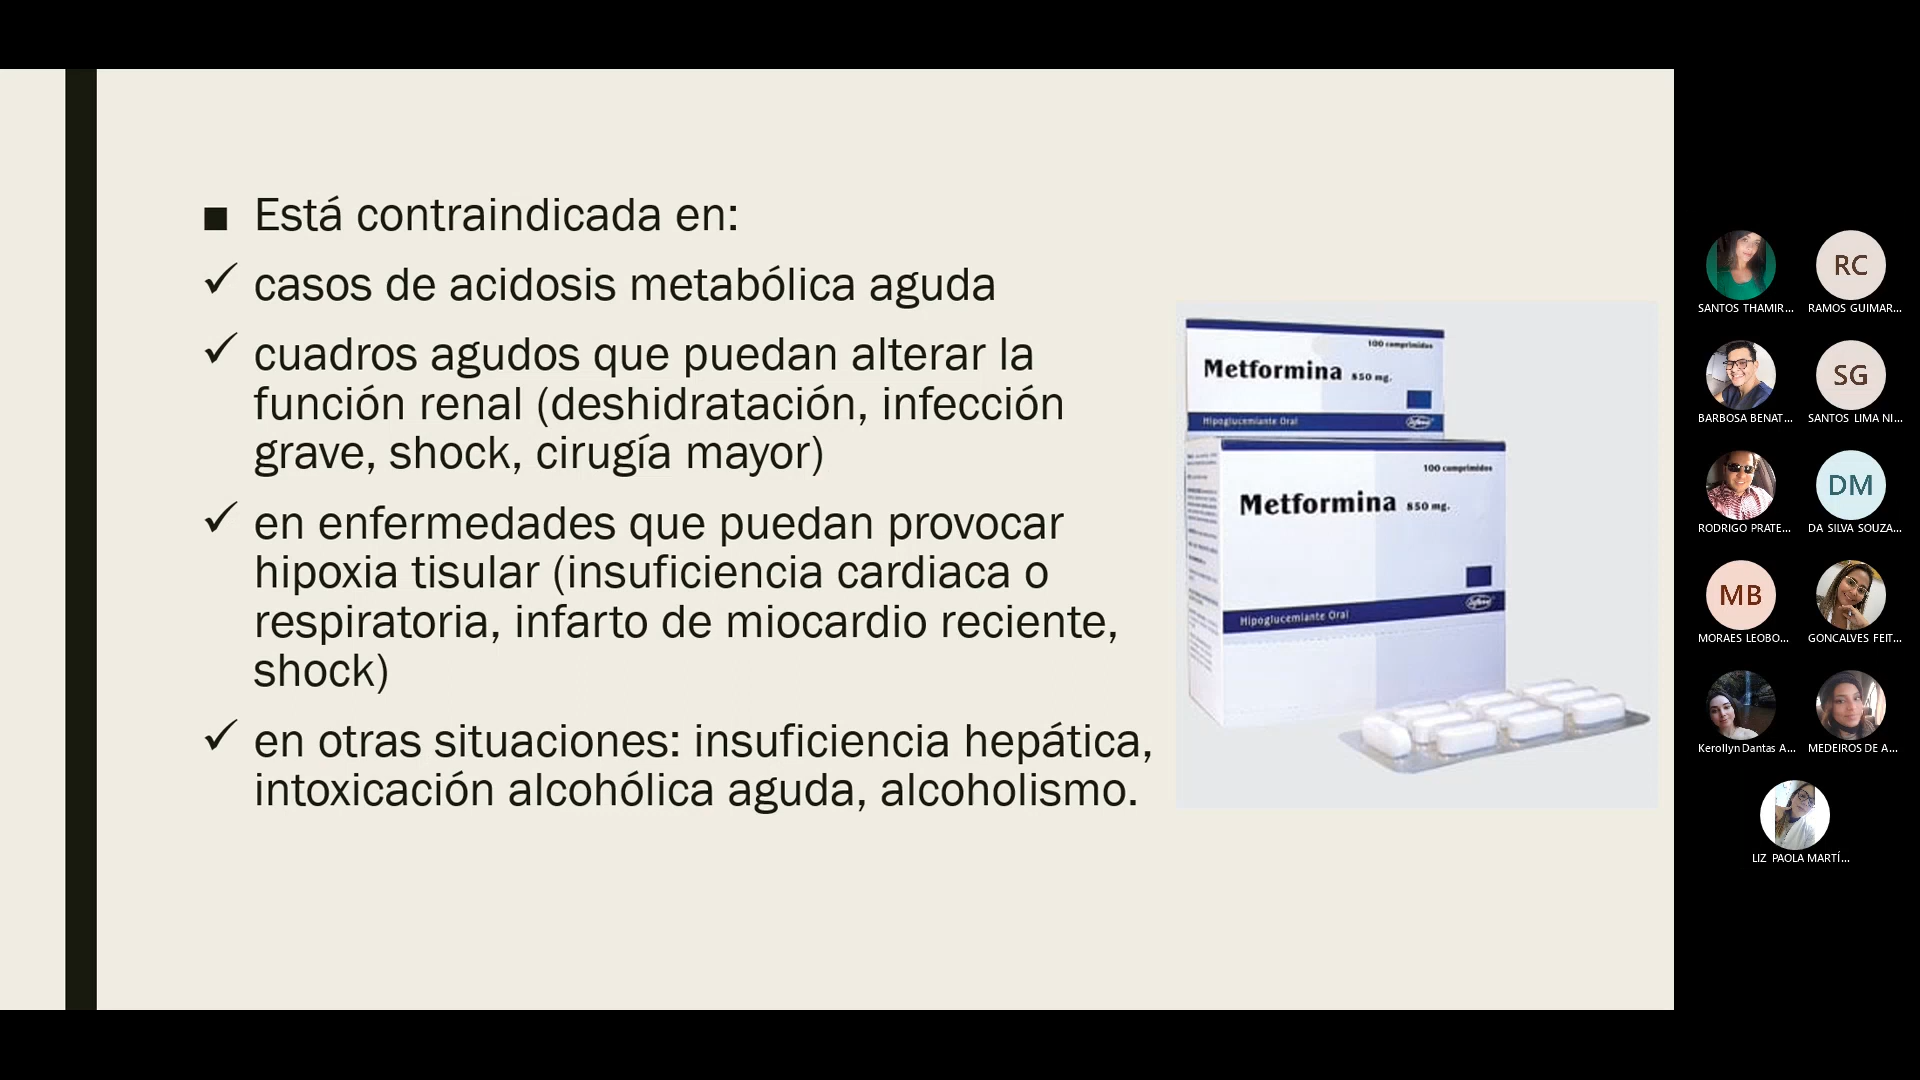 ■ Está contraindicada en:
✓ casos de acidosis metabólica aguda
✓ cuadros agudos que puedan alterar la
función renal (deshidratación, infección
grave, shock, cirugía mayor)
✓ en enfermedades que puedan provocar
hipoxia tisular (insuficiencia cardiaca o
respiratoria, infarto de miocardio reciente,
shock)
✓ en otras situaciones: insuficiencia hepática,
intoxicación alcohólica aguda, alcoholismo.
100 comprimidos
Metformina 850 mg.
Hipoglucemiante Oral
100 comprimidos
Metformina 850 mg.
Hipoglucemiante Oral
SANTOS THAMIR...
RC
RAMOS GUIMAR...
BARBOSA BENAT...
SG
SANTOS LIMA NI...
RODRIGO PRATE...
DM
DA SILVA SOUZA...
MB
MORAES LEOBO...
GONCALVES FEIT...
Kerollyn Dantas A...
MEDEIROS DE A...
LIZ PAOLA MARTÍ...